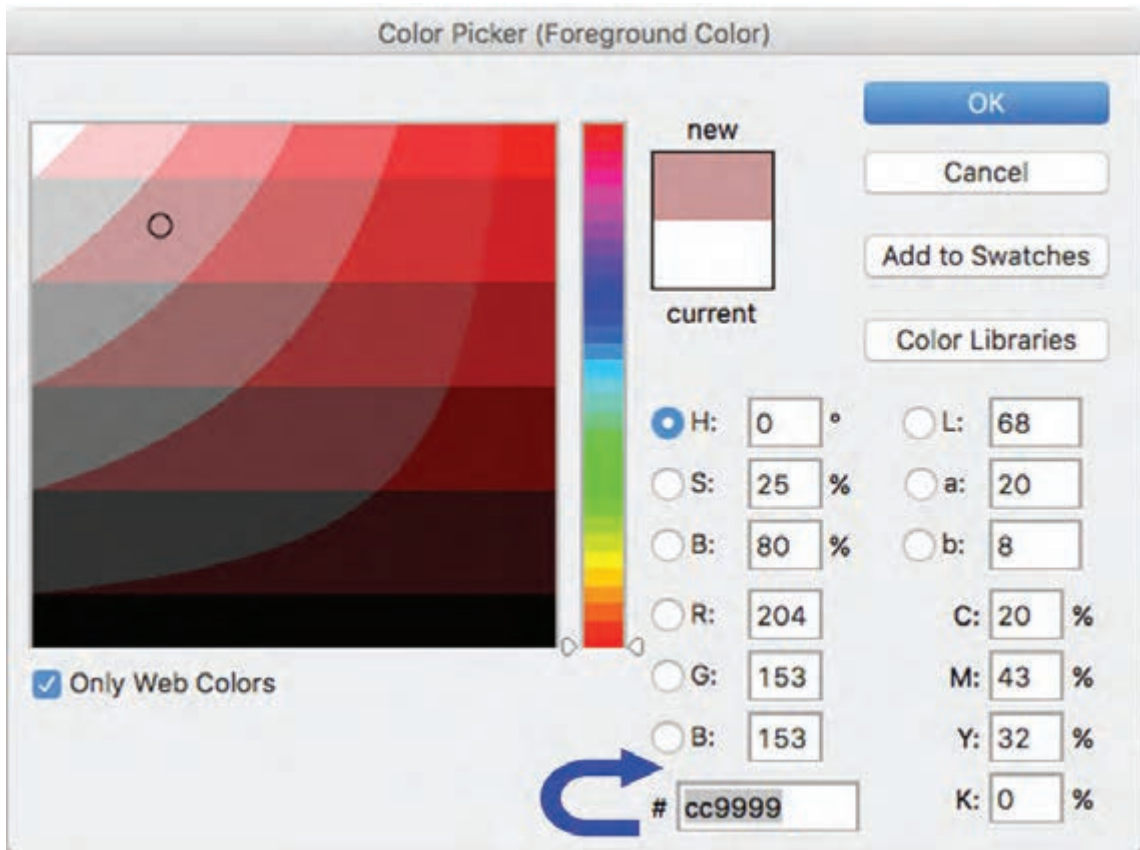 Color Picker (Foreground Color)
OK
new
Cancel
Add to Swatches
current
Color Libraries
H: 0 °
L: 68
S: 25 %
a: 20
B: 80 %
b: 8
R: 204
C: 20 %
Only Web Colors
G: 153
M: 43 %
B: 153
Y: 32 %
# cc9999
K: 0 %